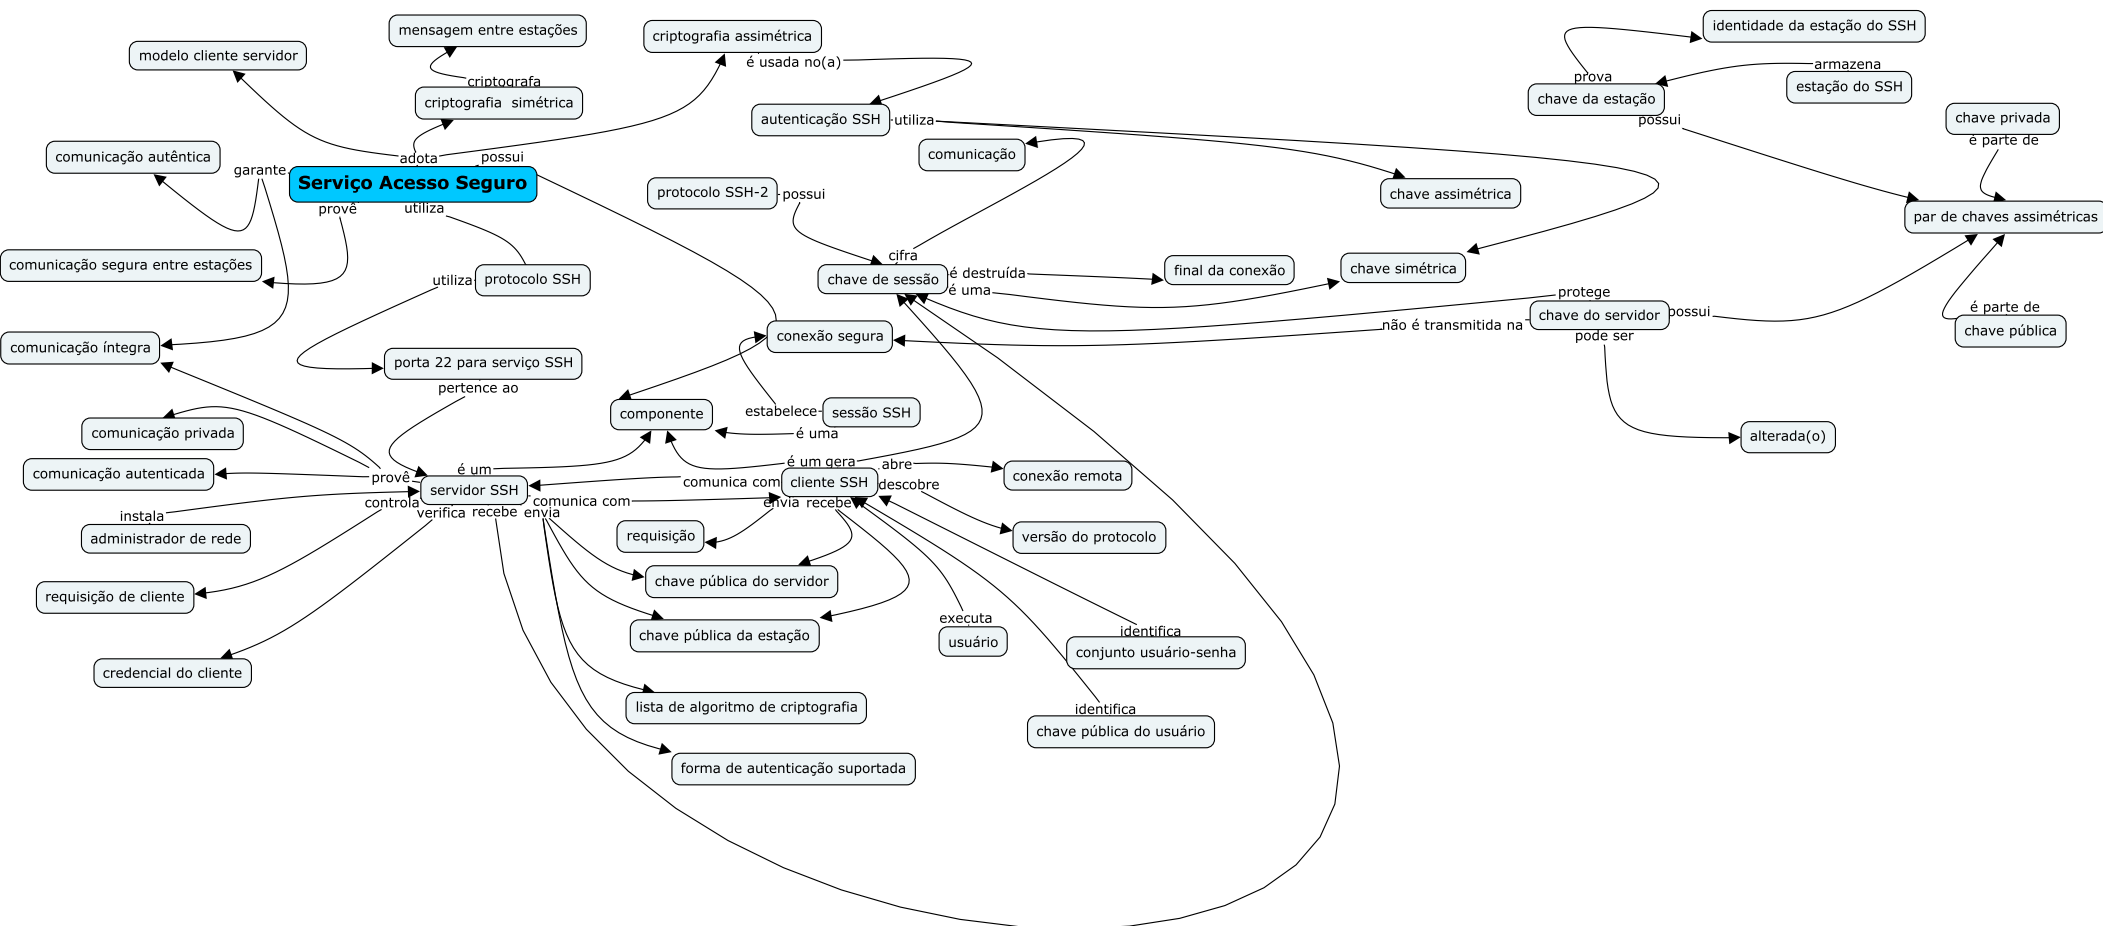 identidade da estação do SSH
mensagem entre estações
criptografia assimétrica
modelo cliente servidor
é usada no(a)
armazena
prova
criptografa
estação do SSH
chave da estação
criptografia  simétrica
chave privada
autenticação SSH
utiliza
possui
é parte de
comunicação
comunicação autêntica
adota
possui
garante
Serviço Acesso Seguro
protocolo SSH-2
possui
chave assimétrica
provê
utiliza
par de chaves assimétricas
cifra
comunicação segura entre estações
utiliza
protocolo SSH
chave de sessão
é destruída
final da conexão
chave simétrica
é uma
protege
é parte de
chave do servidor
possui
não é transmitida na
chave pública
pode ser
conexão segura
comunicação íntegra
porta 22 para serviço SSH
pertence ao
componente
estabelece
sessão SSH
é uma
alterada(o)
comunicação privada
comunicação autenticada
provê
é um
é um
gera
abre
conexão remota
servidor SSH
comunica com
cliente SSH
descobre
controla
verifica
recebe
envia
comunica com
envia
recebe
instala
administrador de rede
requisição
versão do protocolo
requisição de cliente
chave pública do servidor
executa
usuário
chave pública da estação
identifica
conjunto usuário-senha
credencial do cliente
lista de algoritmo de criptografia
identifica
chave pública do usuário
forma de autenticação suportada